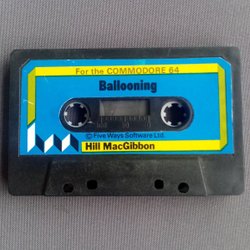 For the COMMODORE 64
Ballooning
© Five Ways Software Ltd.
Hill MacGibbon